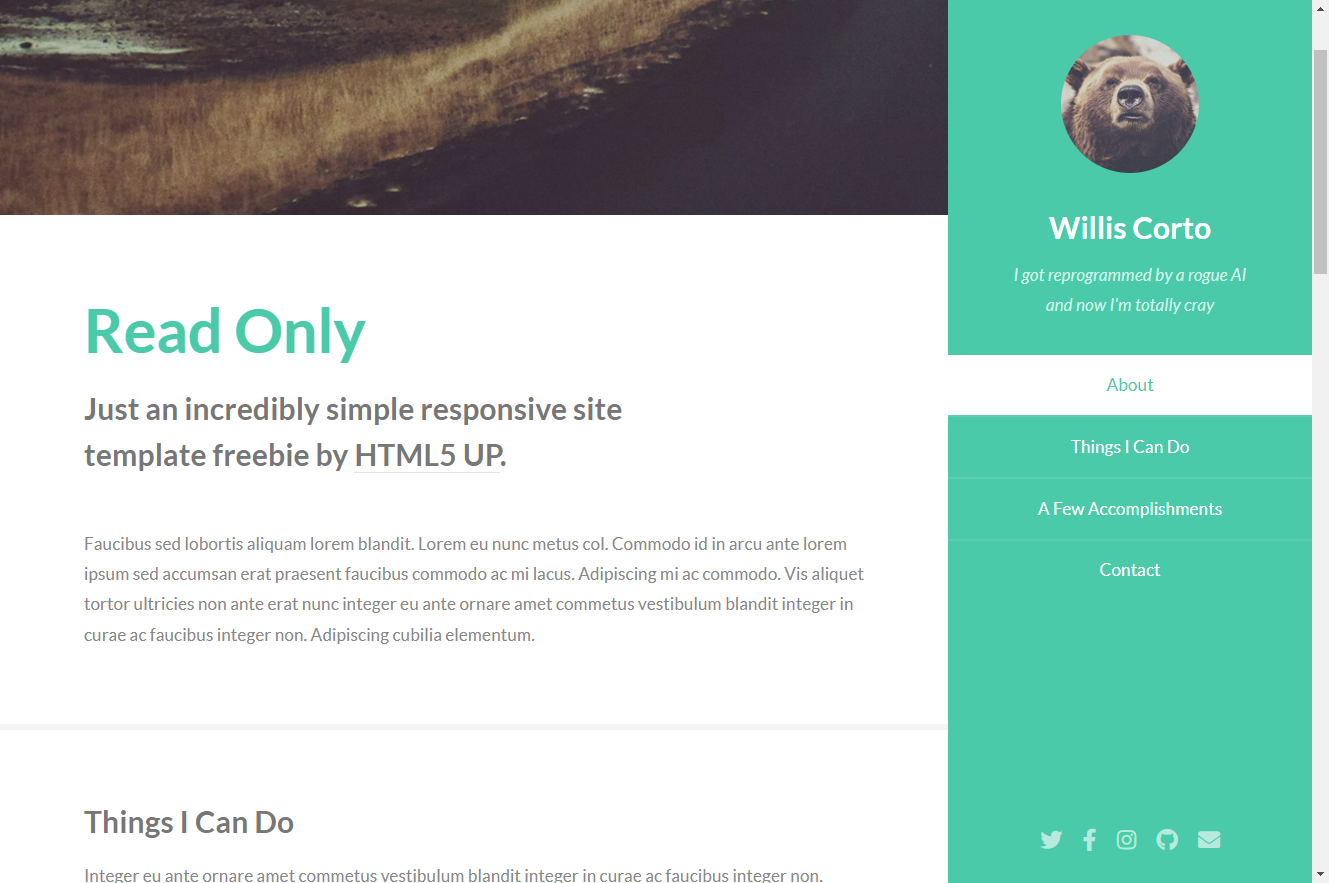 Read Only
Just an incredibly simple responsive site
template freebie by HTML5 UP.
Faucibus sed lobortis aliquam lorem blandit. Lorem eu nunc metus col. Commodo id in arcu ante lorem
ipsum sed accumsan erat praesent faucibus commodo ac mi lacus. Adipiscing mi ac commodo. Vis aliquet
tortor ultricies non ante erat nunc integer eu ante ornare amet commetus vestibulum blandit integer in
curae ac faucibus integer non. Adipiscing cubilia elementum.
Things I Can Do
Integer eu ante ornare amet commetus vestibulum blandit integer in curae ac faucibus integer non.
Willis Corto
I got reprogrammed by a rogue AI
and now I'm totally cray
About
Things I Can Do
A Few Accomplishments
Contact